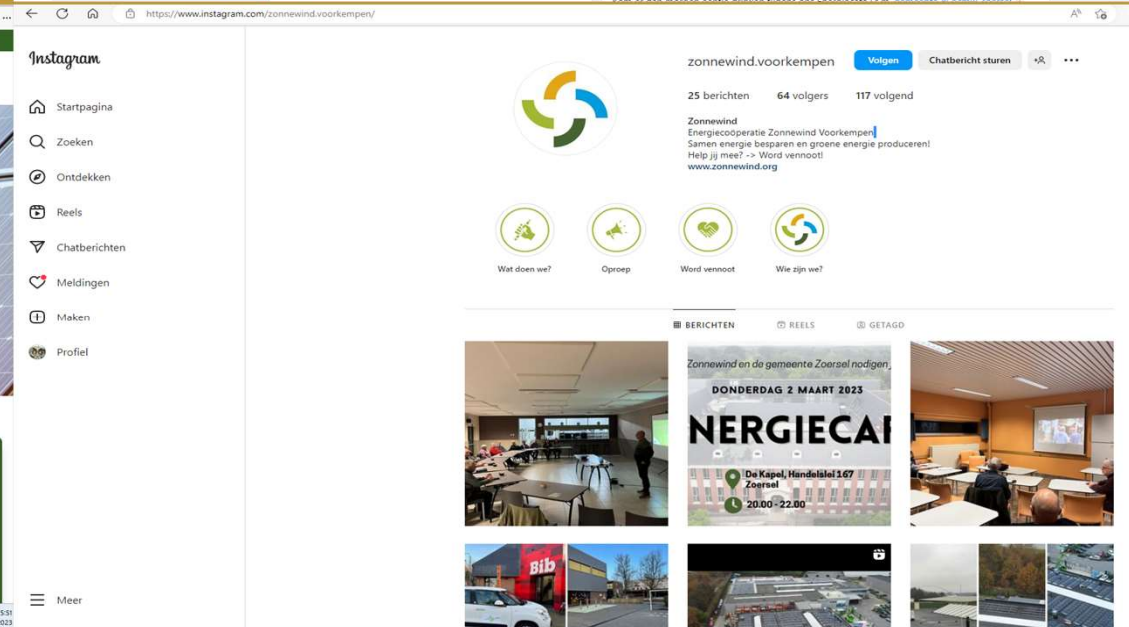 https://www.instagram.com/zonnewind.voorkempen/
Instagram
Startpagina
Zoeken
Ontdekken
Reels
Chatberichten
Meldingen
Maken
Profiel
Meer
zonnewind.voorkempen
Volgen
Chatbericht sturen
25 berichten 64 volgers 117 volgend
Zonnewind
Energiecoöperatie Zonnewind Voorkempen
Samen energie besparen en groene energie produceren!
Help jij mee? -> Word vennoot!
www.zonnewind.org
Wat doen we? Oproep Word vennoot Wie zijn we?
BERICHTEN REELS GETAGD
Zonnewind en de gemeente Zoersel nodigen
DONDERDAG 2 MAART 2023
NERGIECAF
De Kapel, Handelslei 167
Zoersel
20.00 - 22.00
Bib